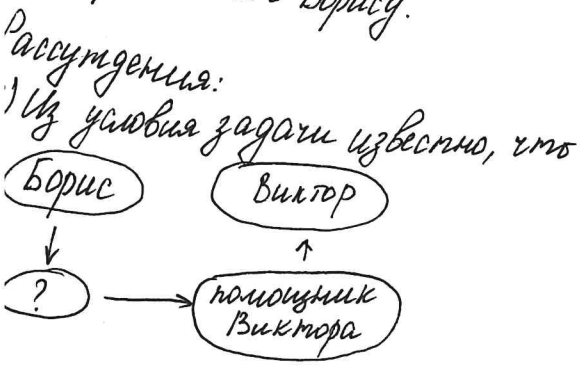 Борису.
Рассуждения:
) Из условия задачи известно, что
Борис
Виктор
?
помощник
Виктора